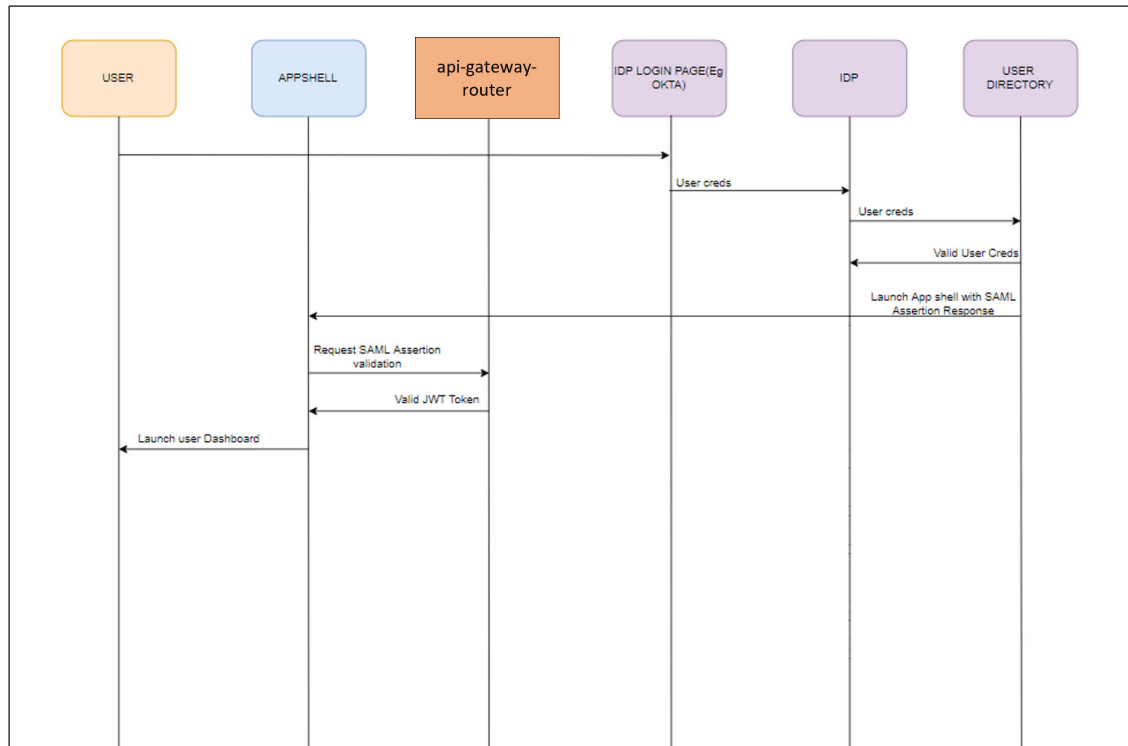 USER
APPSHELL
api-gateway-
router
IDP LOGIN PAGE(Eg
OKTA)
IDP
USER
DIRECTORY
User creds
User creds
Valid User Creds
Launch App shell with SAML
Assertion Response
Request SAML Assertion
validation
Valid JWT Token
Launch user Dashboard